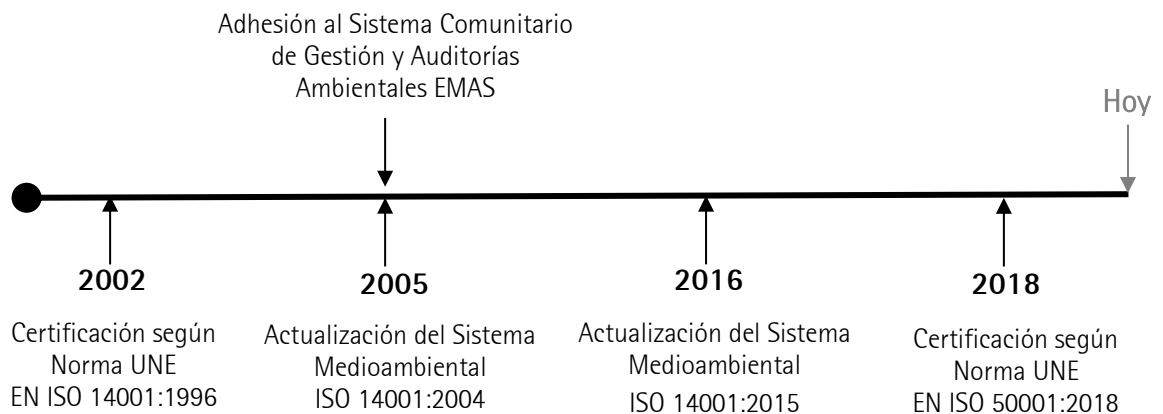 Adhesión al Sistema Comunitario
de Gestión y Auditorías
Ambientales EMAS
Hoy
2002
Certificación según
Norma UNE
EN ISO 14001:1996
2005
Actualización del Sistema
Medioambiental
ISO 14001:2004
2016
Actualización del Sistema
Medioambiental
ISO 14001:2015
2018
Certificación según
Norma UNE
EN ISO 50001:2018